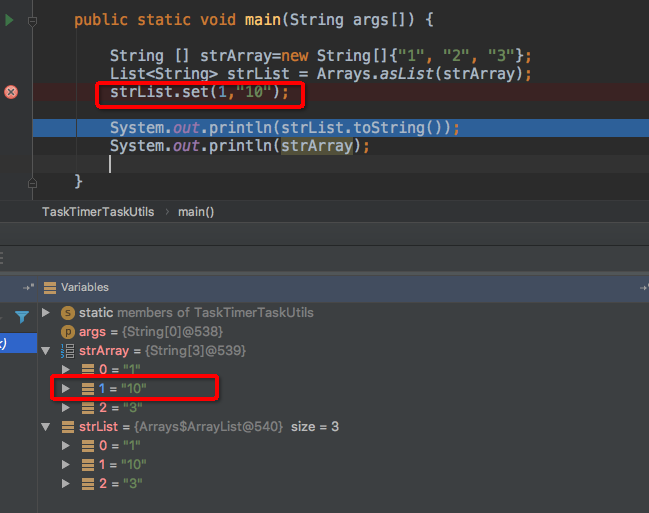 public static void main(String args[]) {
String [] strArray=new String[]{"1", "2", "3"};
List<String> strList = Arrays.asList(strArray);
strList.set(1,"10");
System.out.println(strList.toString());
System.out.println(strArray);
}
TaskTimerTaskUtils › main()
Variables
static members of TaskTimerTaskUtils
args = {String[0]@538}
strArray = {String[3]@539}
0 = "1"
1 = "10"
2 = "3"
strList = {Arrays$ArrayList@540} size = 3
0 = "1"
1 = "10"
2 = "3"